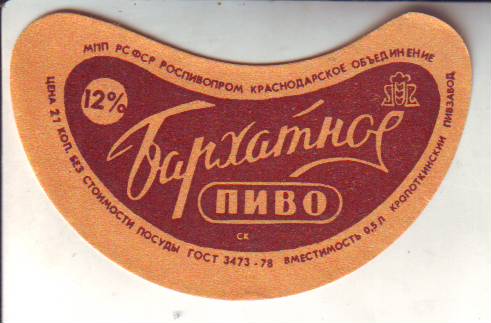 МПП РСФСР РОСПИВОПРОМ КРАСНОДАРСКОЕ ОБЪЕДИНЕНИЕ
12%
Бархатное
ПИВО
СК
ЦЕНА 21 КОП. БЕЗ СТОИМОСТИ ПОСУДЫ ГОСТ 3473-78 ВМЕСТИМОСТЬ 0,5 Л КРОПОТКИНСКИЙ ПИВЗАВОД